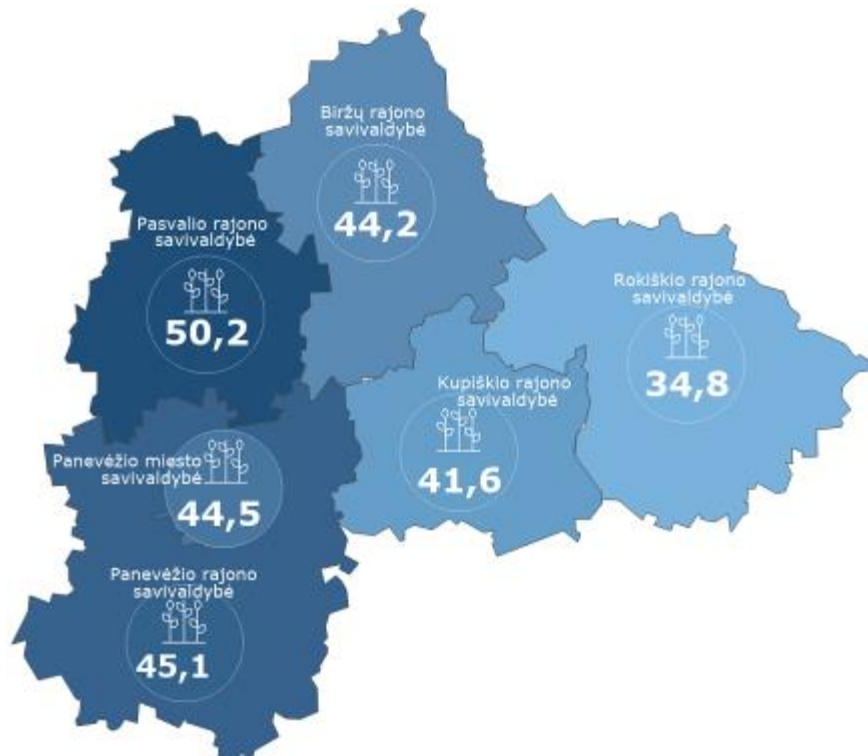 Biržų rajono
savivaldybė
44,2
Pasvalio rajono
savivaldybė
50,2
Rokiškio rajono
savivaldybė
34,8
Kupiškio rajono
savivaldybė
41,6
Panevėžio miesto
savivaldybė
44,5
Panevėžio rajono
savivaldybė
45,1